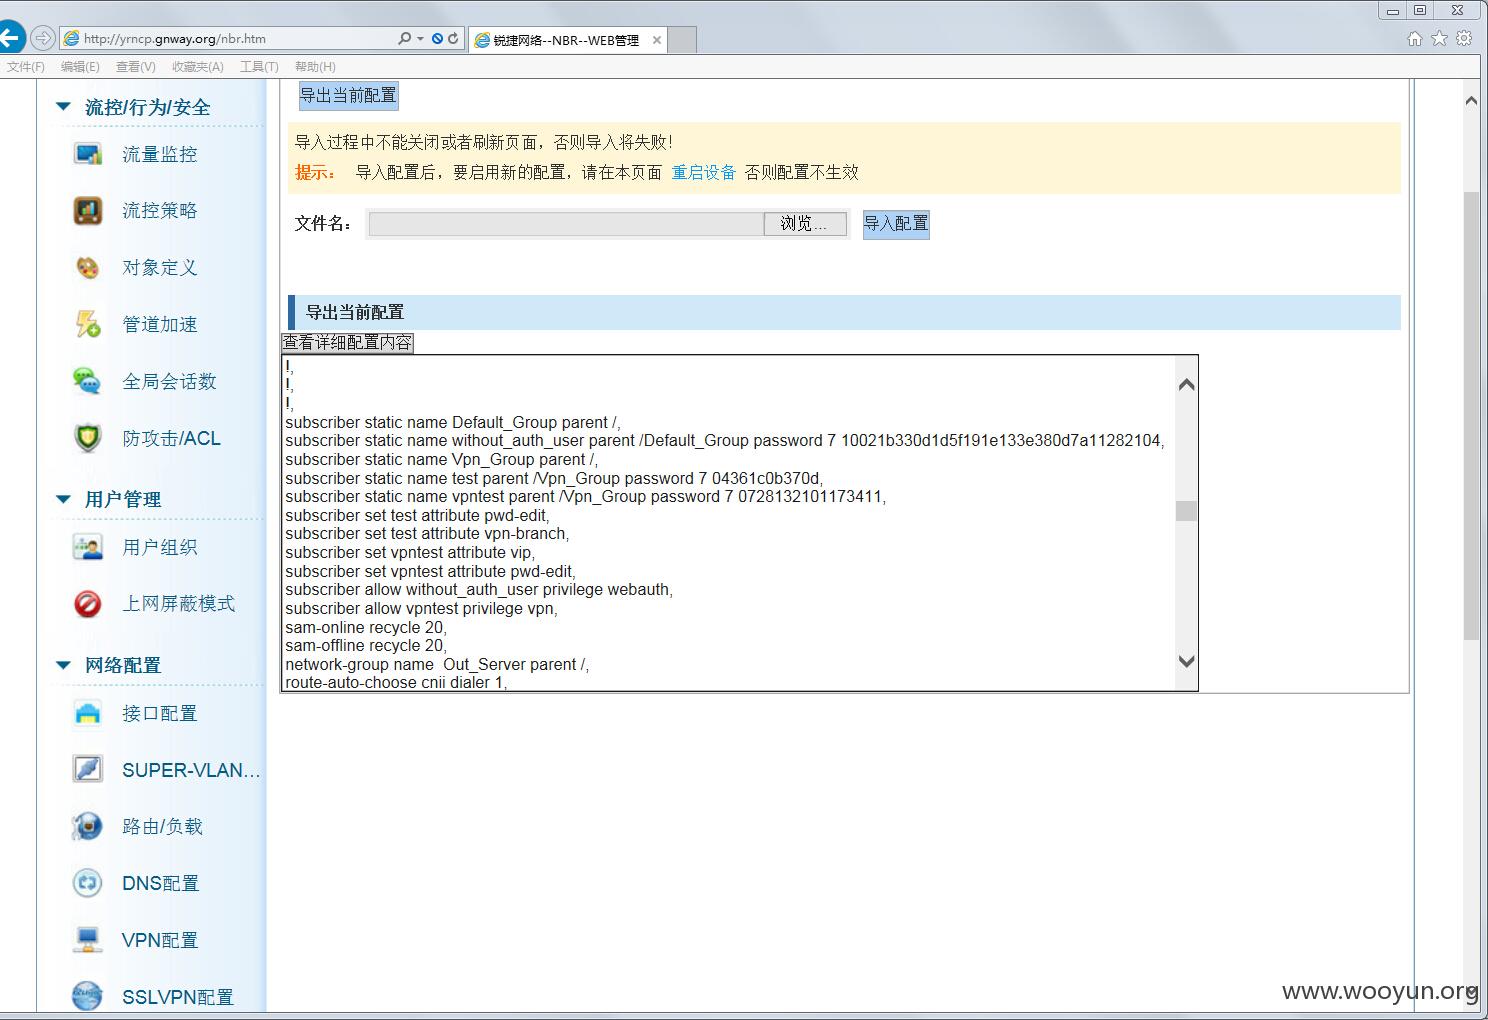 http://yrncp.gnway.org/nbr.htm
锐捷网络--NBR--WEB管理
文件(F) 编辑(E) 查看(V) 收藏夹(A) 工具(T) 帮助(H)
流控/行为/安全
流量监控
流控策略
对象定义
管道加速
全局会话数
防攻击/ACL
用户管理
用户组织
上网屏蔽模式
网络配置
接口配置
SUPER-VLAN...
路由/负载
DNS配置
VPN配置
SSLVPN配置
导出当前配置
导入过程中不能关闭或者刷新页面，否则导入将失败！
提示： 导入配置后，要启用新的配置，请在本页面 重启设备 否则配置不生效
文件名： 浏览... 导入配置
导出当前配置
查看详细配置内容
!,
!,
!,
subscriber static name Default_Group parent /,
subscriber static name without_auth_user parent /Default_Group password 7 10021b330d1d5f191e133e380d7a11282104,
subscriber static name Vpn_Group parent /,
subscriber static name test parent /Vpn_Group password 7 04361c0b370d,
subscriber static name vpntest parent /Vpn_Group password 7 0728132101173411,
subscriber set test attribute pwd-edit,
subscriber set test attribute vpn-branch,
subscriber set vpntest attribute vip,
subscriber set vpntest attribute pwd-edit,
subscriber allow without_auth_user privilege webauth,
subscriber allow vpntest privilege vpn,
sam-online recycle 20,
sam-offline recycle 20,
network-group name  Out_Server parent /,
route-auto-choose cnii dialer 1,
www.wooyun.org